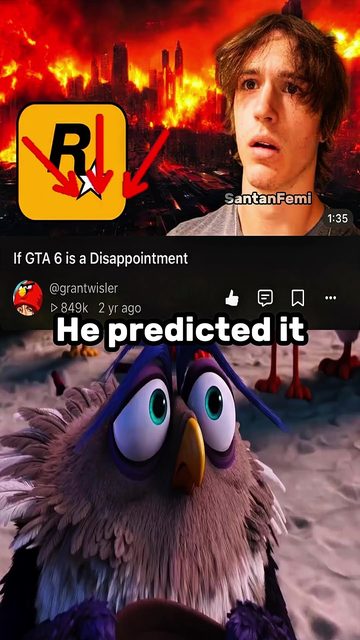 R
SantanFemi
1:35
If GTA 6 is a Disappointment
@grantwisler
849k 2 yr ago
He predicted it